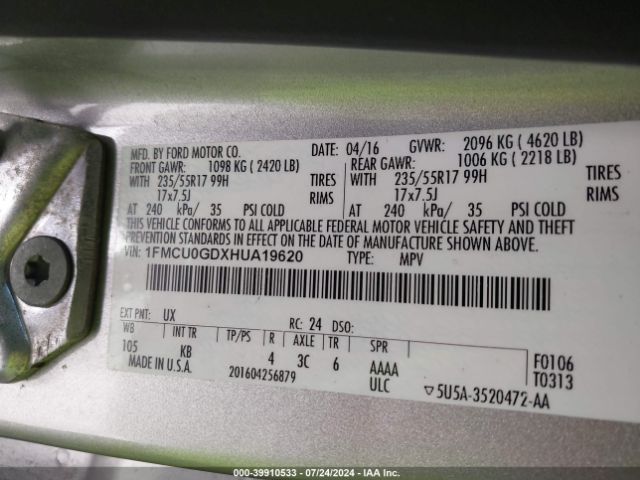 MFD. BY FORD MOTOR CO. DATE: 04/16 GVWR: 2096 KG ( 4620 LB)
FRONT GAWR: 1098 KG ( 2420 LB) REAR GAWR: 1006 KG ( 2218 LB)
WITH 235/55R17 99H TIRES WITH 235/55R17 99H TIRES
17x7.5J RIMS 17x7.5J RIMS
AT 240 kPa/ 35 PSI COLD AT 240 kPa/ 35 PSI COLD
THIS VEHICLE CONFORMS TO ALL APPLICABLE FEDERAL MOTOR VEHICLE SAFETY AND THEFT
PREVENTION STANDARDS IN EFFECT ON THE DATE OF MANUFACTURE SHOWN ABOVE.
VIN: 1FMCU0GDXHUA19620 TYPE: MPV
EXT PNT: UX RC: 24 DSO:
WB INT TR TP/PS R AXLE TR SPR
105 KB 4 3C 6 AAAA F0106
MADE IN U.S.A. 201604256879 ULC T0313
▽5U5A-3520472-AA
000-39910533 — 07/24/2024 — IAA Inc.